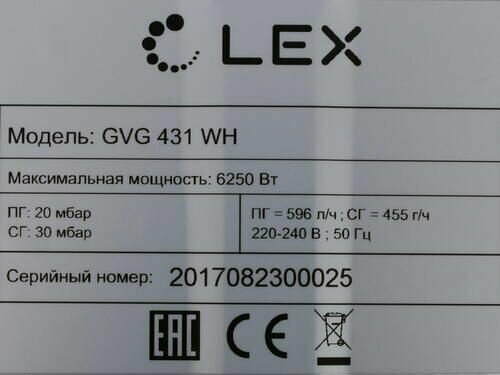 LEX
Модель: GVG 431 WH
Максимальная мощность: 6250 Вт
ПГ: 20 мбар
СГ: 30 мбар
ПГ = 596 л/ч ; СГ = 455 г/ч
220-240 В ; 50 Гц
Серийный номер: 2017082300025
EAC CE